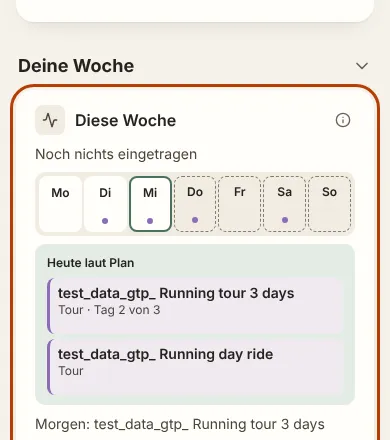 Deine Woche
Diese Woche
Noch nichts eingetragen
Mo Di Mi Do Fr Sa So
Heute laut Plan
test_data_gtp_ Running tour 3 days
Tour · Tag 2 von 3
test_data_gtp_ Running day ride
Tour
Morgen: test_data_gtp_ Running tour 3 days